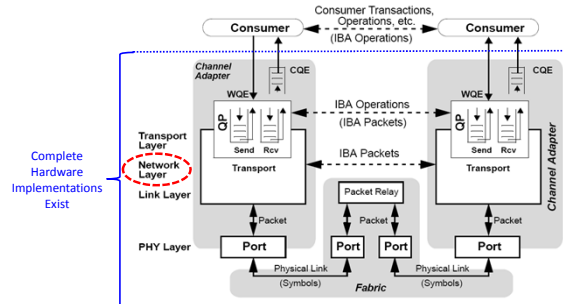 Consumer
Consumer Transactions,
Operations, etc.
(IBA Operations)
Consumer
Channel
Adapter
CQE
WQE
QP
Send Rcv
Transport
IBA Operations
(IBA Packets)
IBA Packets
CQE
WQE
QP
Send Rcv
Transport
Channel Adapter
Complete
Hardware
Implementations
Exist
Transport
Layer
Network
Layer
Link Layer
PHY Layer
Packet
Port
Packet Relay
Packet
Port
Port
Packet
Port
Physical Link
(Symbols)
Physical Link
(Symbols)
Fabric